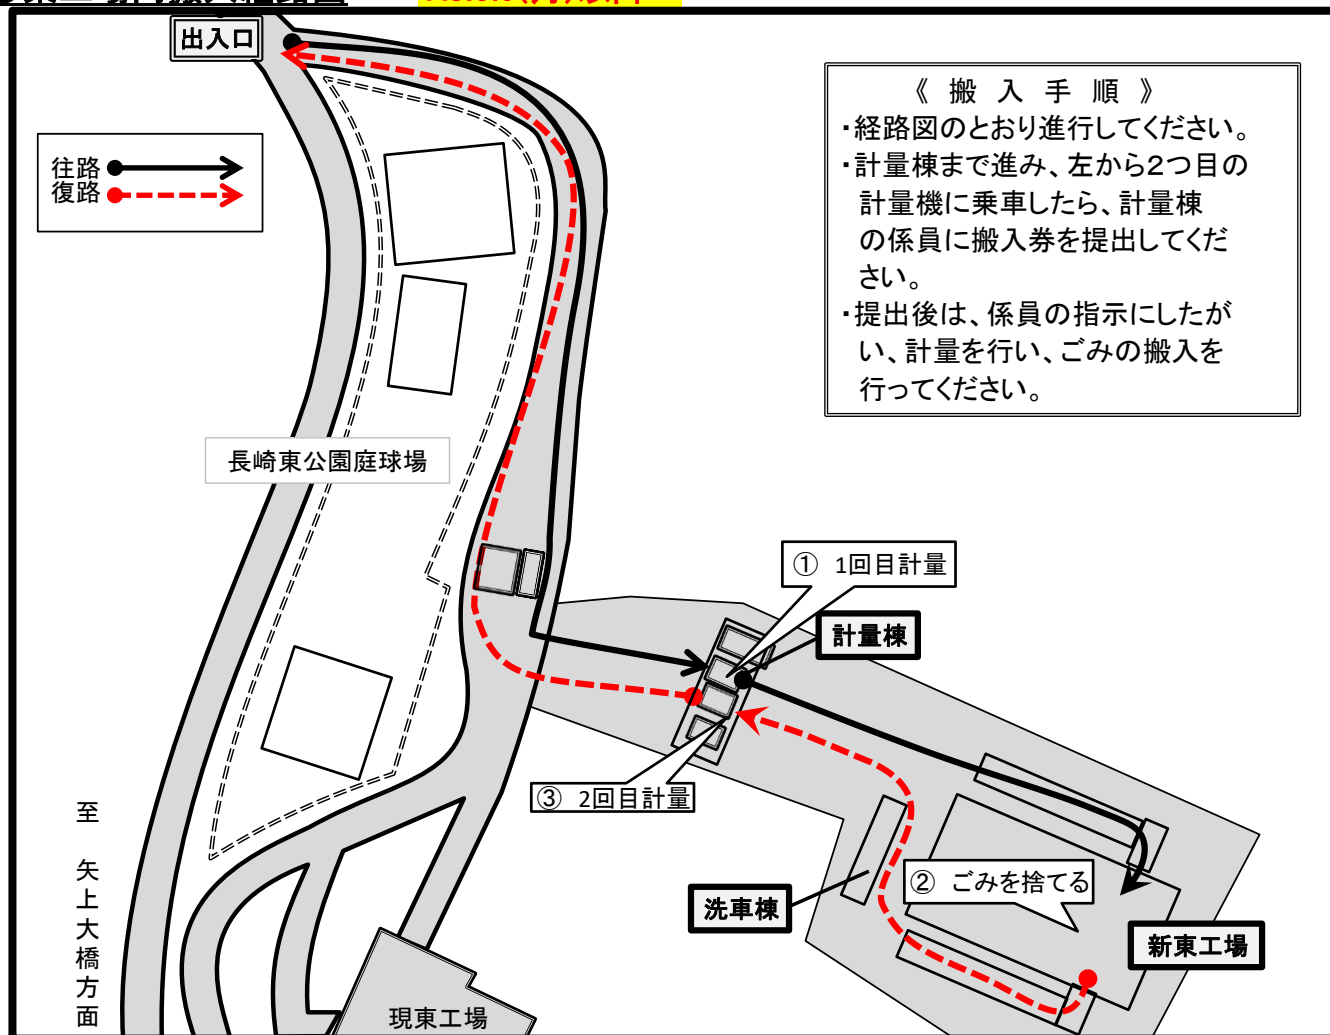 出入口
《 搬 入 手 順 》
・経路図のとおり進行してください。
・計量棟まで進み、左から2つ目の
計量機に乗車したら、計量棟
の係員に搬入券を提出してくだ
さい。
・提出後は、係員の指示にしたが
い、計量を行い、ごみの搬入を
行ってください。
往路
復路
長崎東公園庭球場
① 1回目計量
計量棟
③ 2回目計量
② ごみを捨てる
洗車棟
新東工場
現東工場
至 矢上大橋方面